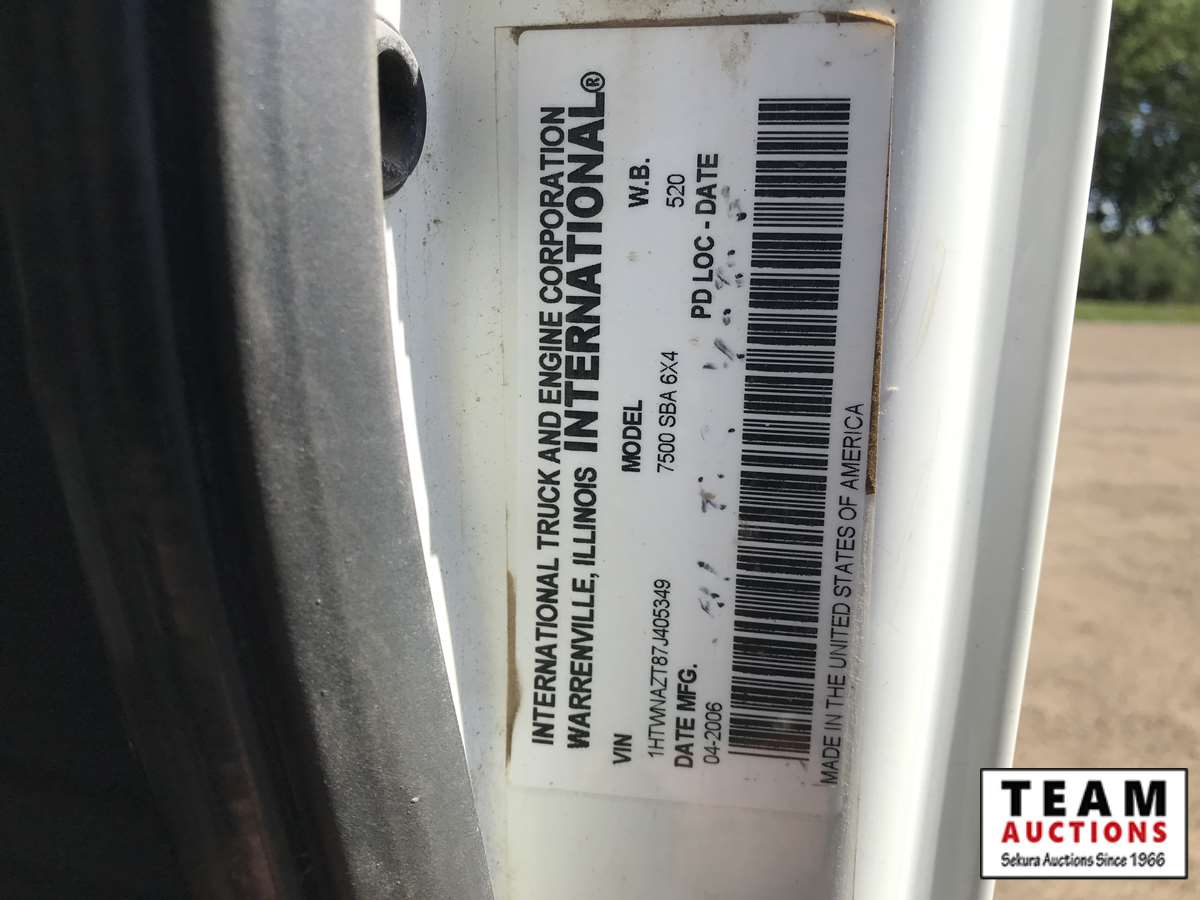 INTERNATIONAL TRUCK AND ENGINE CORPORATION
WARRENVILLE, ILLINOIS INTERNATIONAL®
VIN MODEL W.B.
1HTWNAZT87J405349 7500 SBA 6X4 520
DATE MFG. PD LOC - DATE
04-2006
MADE IN THE UNITED STATES OF AMERICA
TEAM
AUCTIONS
Sekura Auctions Since 1966